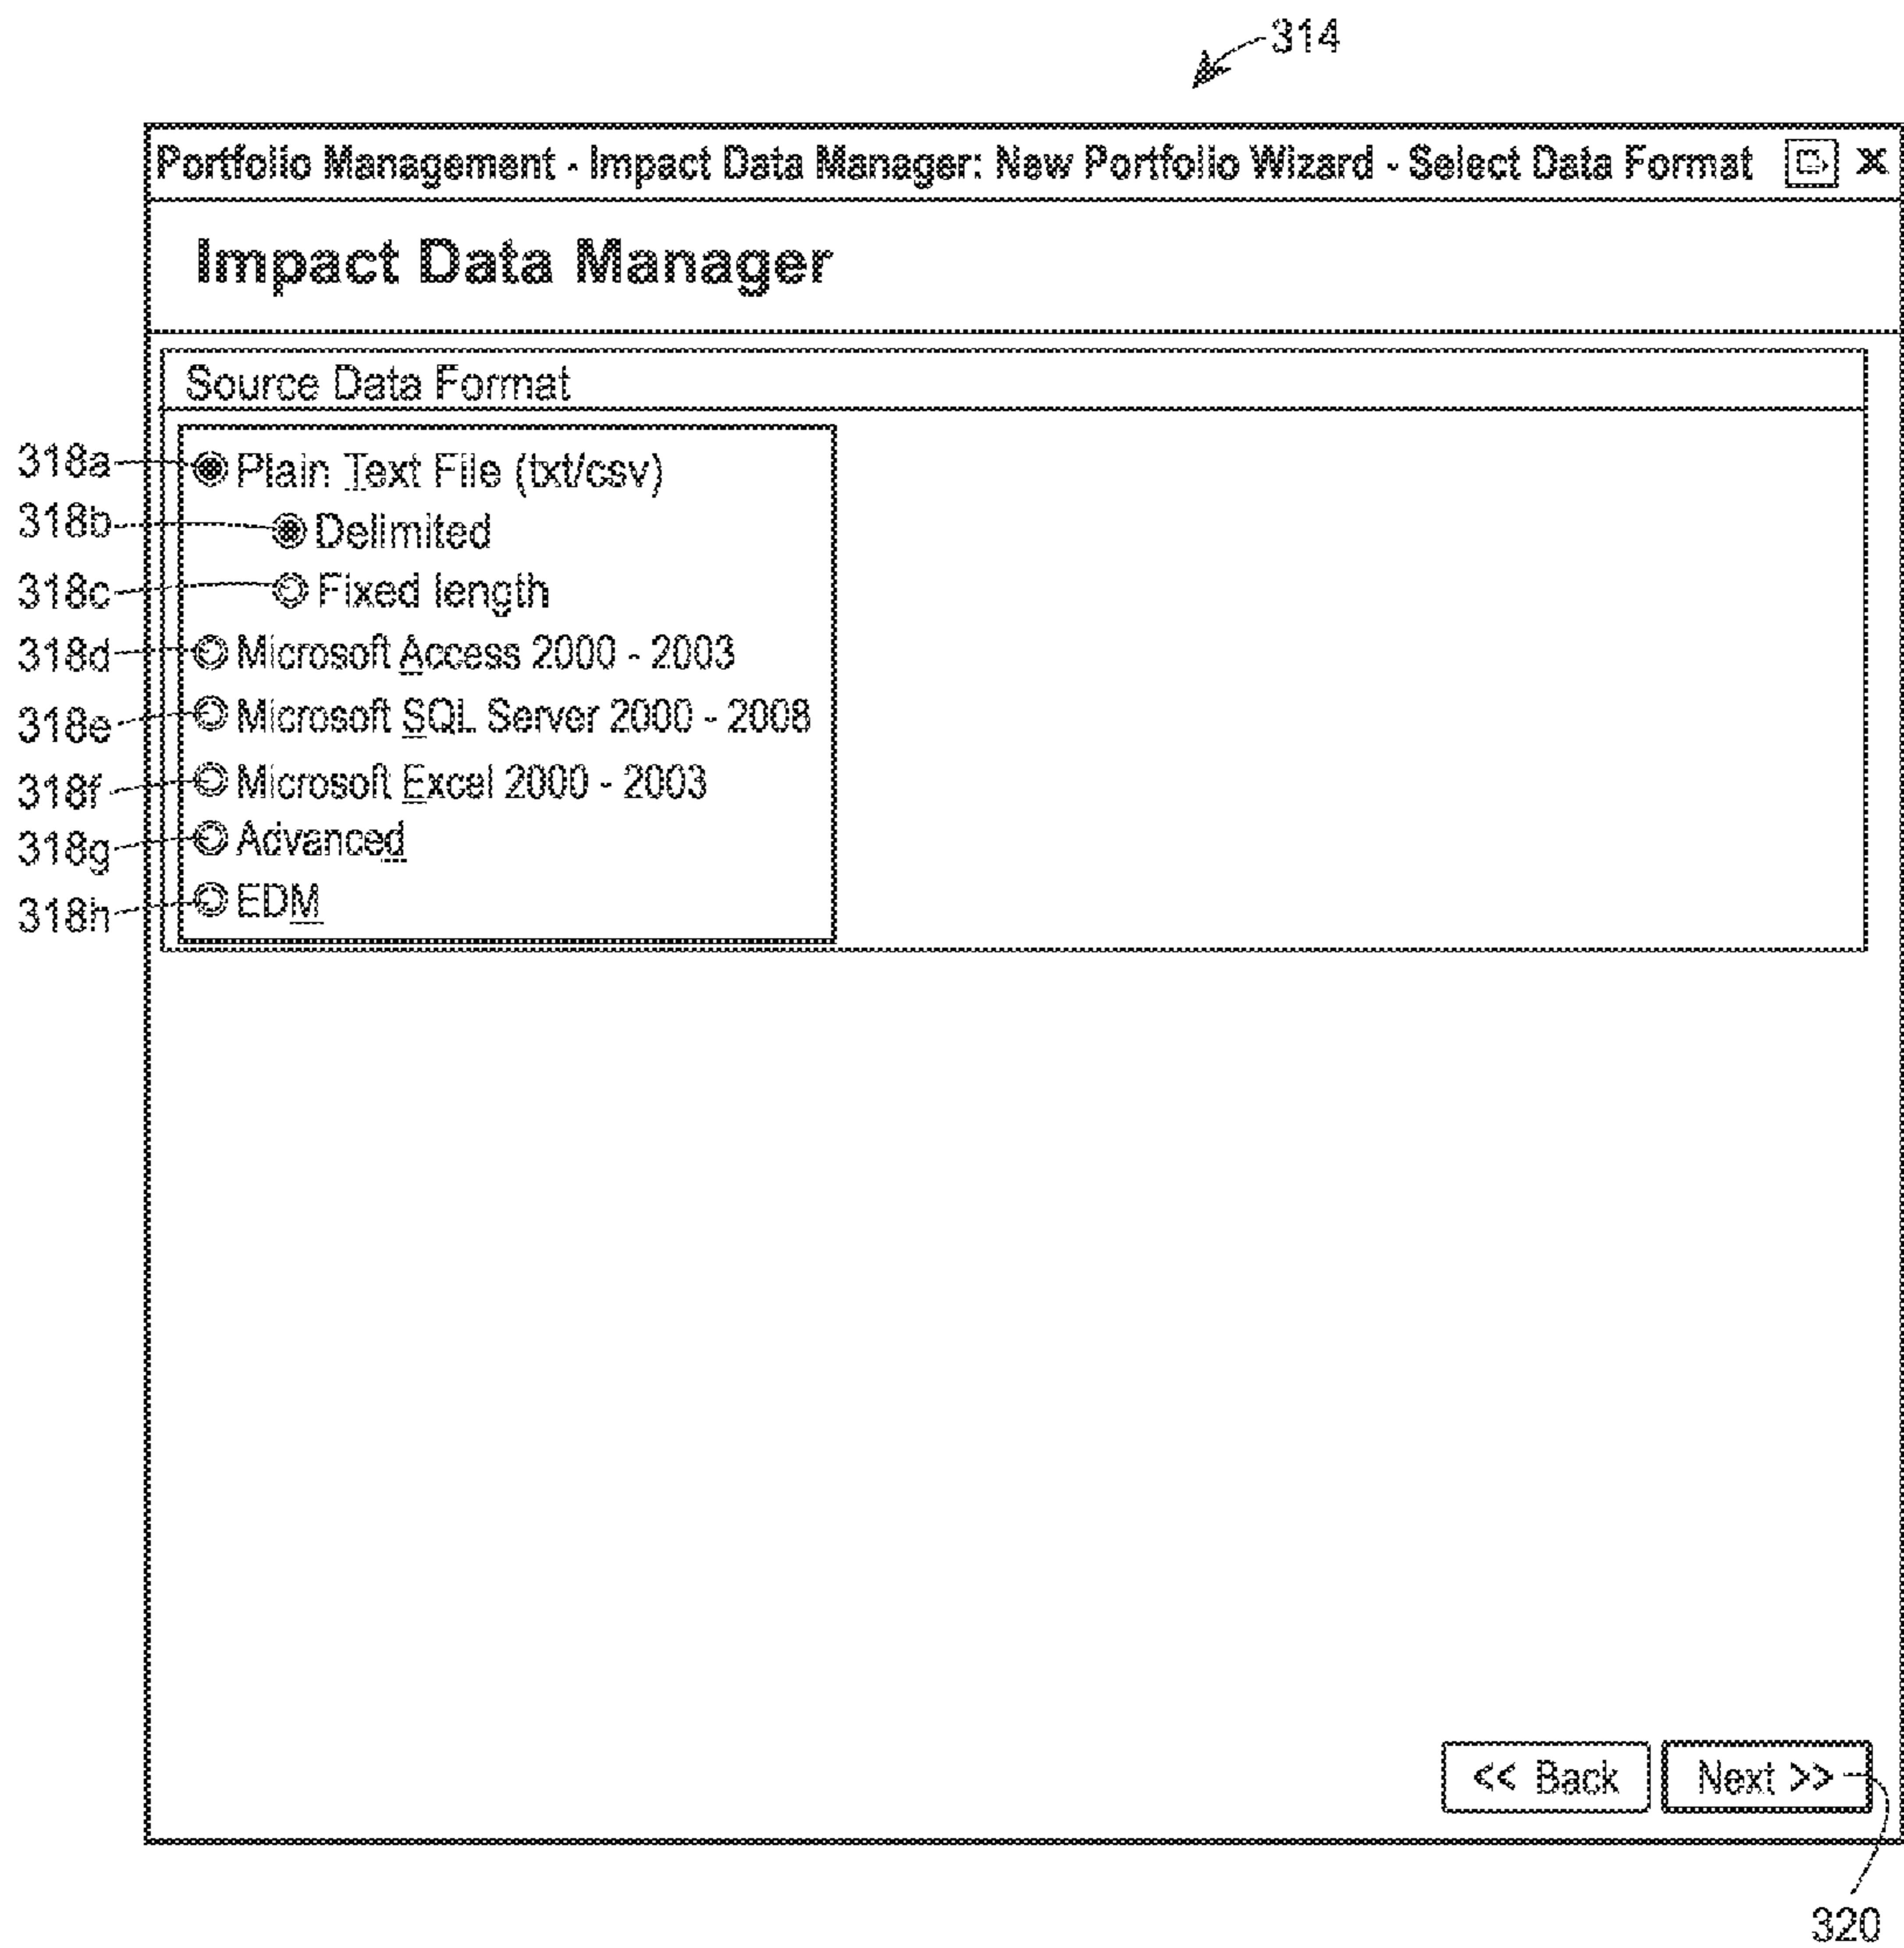 314
Portfolio Management - Impact Data Manager: New Portfolio Wizard - Select Data Format X
Impact Data Manager
Source Data Format
318a Plain Text File (txt/csv)
318b Delimited
318c Fixed length
318d Microsoft Access 2000 - 2003
318e Microsoft SQL Server 2000 - 2008
318f Microsoft Excel 2000 - 2003
318g Advanced
318h EDM
<< Back Next >>
320